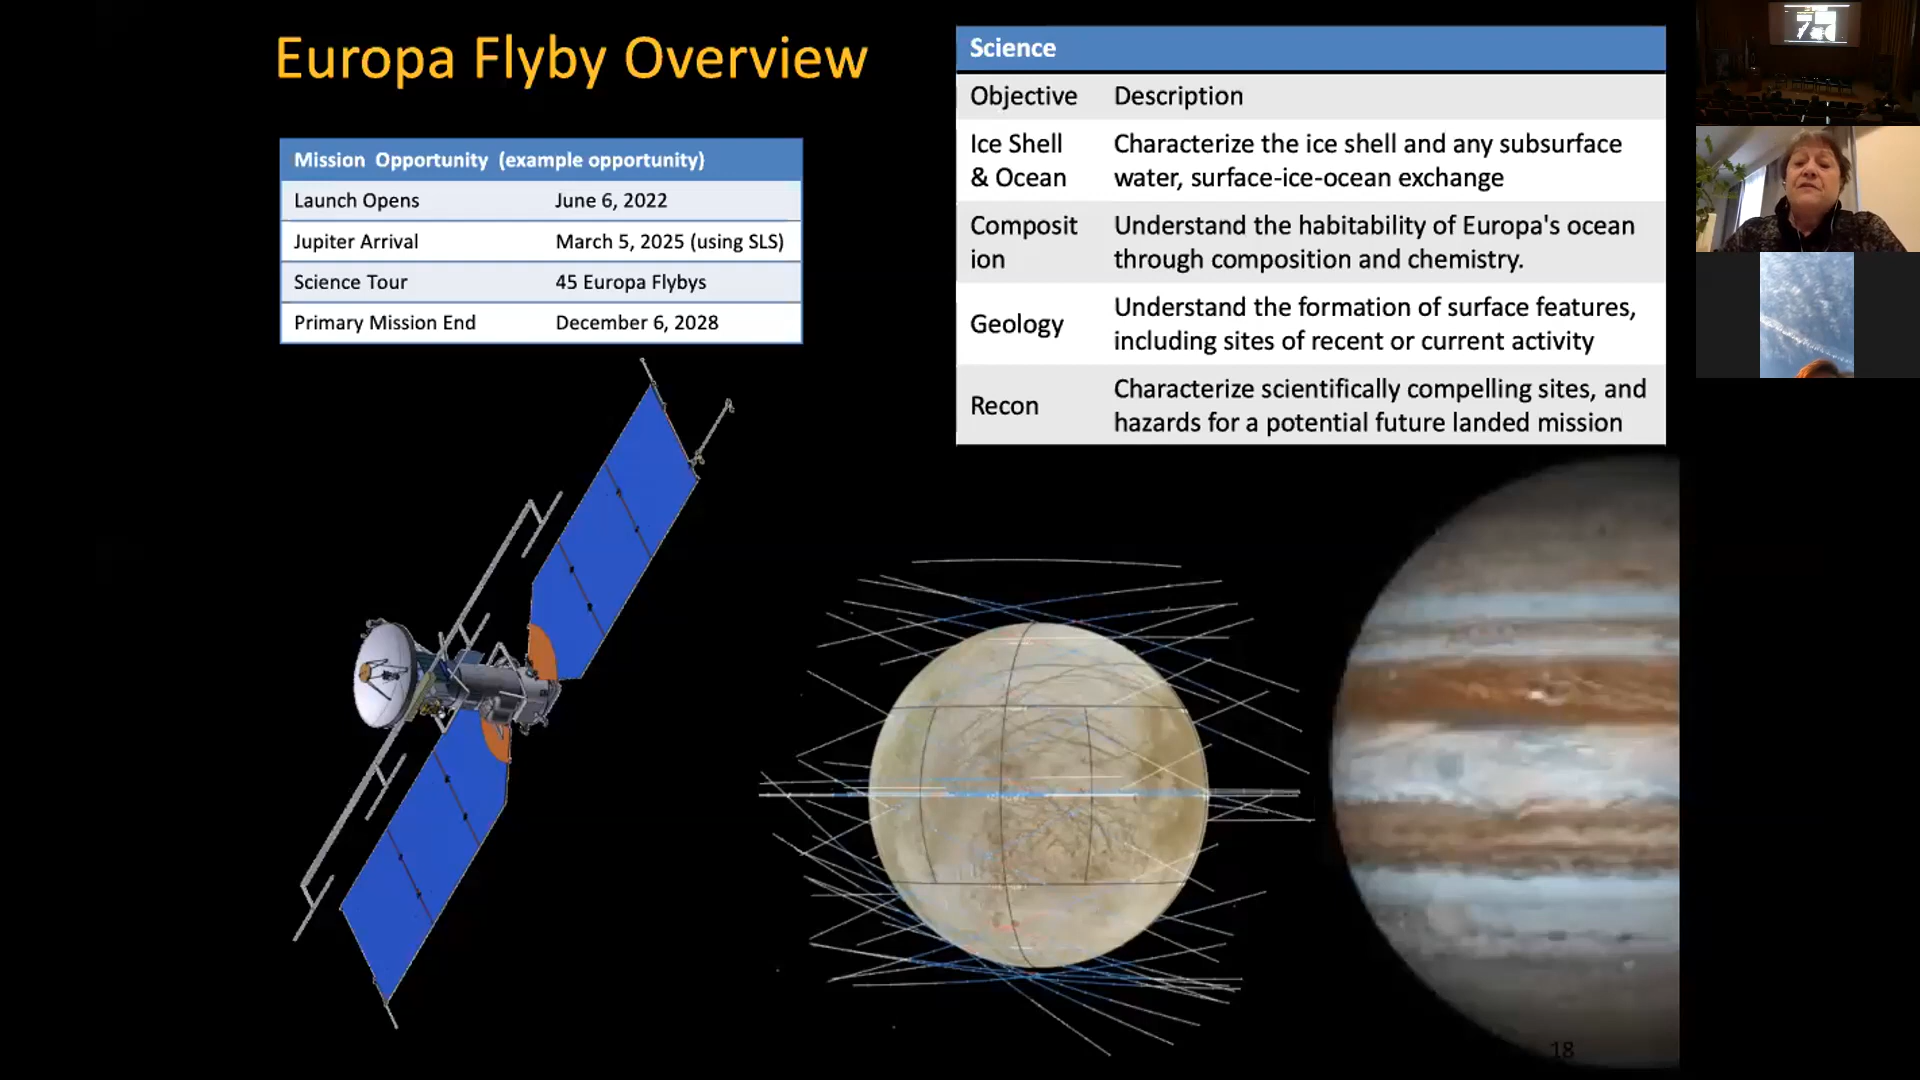 Europa Flyby Overview
Mission Opportunity (example opportunity)
Launch Opens June 6, 2022
Jupiter Arrival March 5, 2025 (using SLS)
Science Tour 45 Europa Flybys
Primary Mission End December 6, 2028
Science
Objective Description
Ice Shell
& Ocean
Characterize the ice shell and any subsurface
water, surface-ice-ocean exchange
Composit
ion
Understand the habitability of Europa's ocean
through composition and chemistry.
Geology
Understand the formation of surface features,
including sites of recent or current activity
Recon
Characterize scientifically compelling sites, and
hazards for a potential future landed mission
18